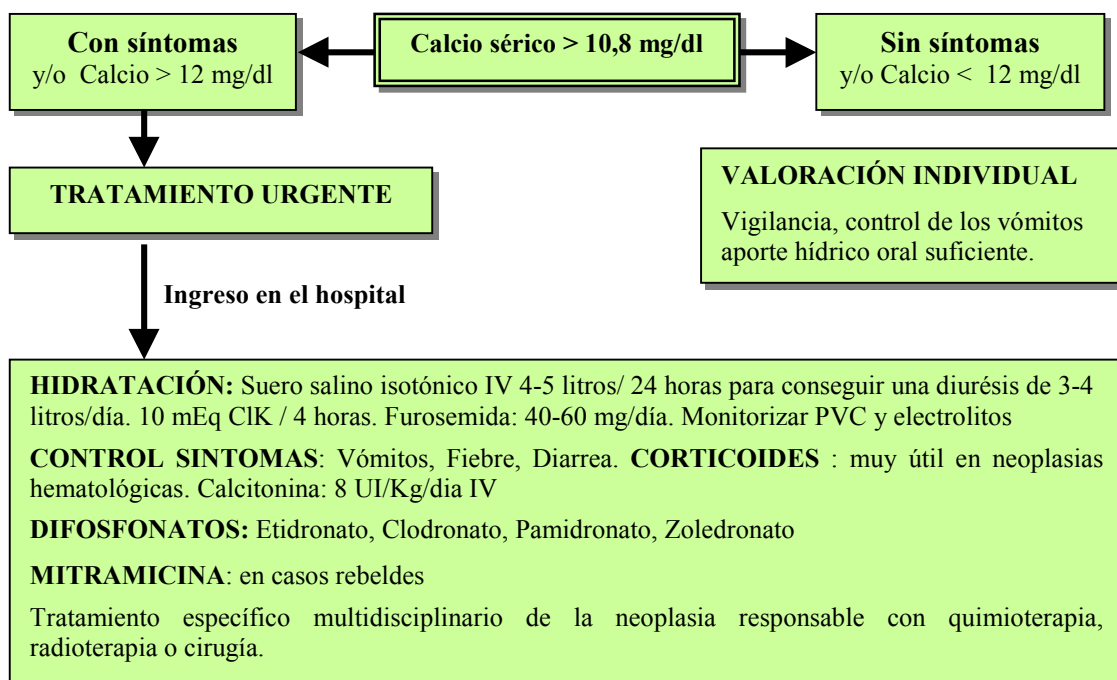 Con síntomas
y/o Calcio > 12 mg/dl
Calcio sérico > 10,8 mg/dl
Sin síntomas
y/o Calcio < 12 mg/dl
TRATAMIENTO URGENTE
VALORACIÓN INDIVIDUAL
Vigilancia, control de los vómitos
aporte hídrico oral suficiente.
Ingreso en el hospital
HIDRATACIÓN: Suero salino isotónico IV 4-5 litros/ 24 horas para conseguir una diurésis de 3-4
litros/día. 10 mEq ClK / 4 horas. Furosemida: 40-60 mg/día. Monitorizar PVC y electrolitos
CONTROL SINTOMAS: Vómitos, Fiebre, Diarrea. CORTICOIDES : muy útil en neoplasias
hematológicas. Calcitonina: 8 UI/Kg/dia IV
DIFOSFONATOS: Etidronato, Clodronato, Pamidronato, Zoledronato
MITRAMICINA: en casos rebeldes
Tratamiento específico multidisciplinario de la neoplasia responsable con quimioterapia,
radioterapia o cirugía.